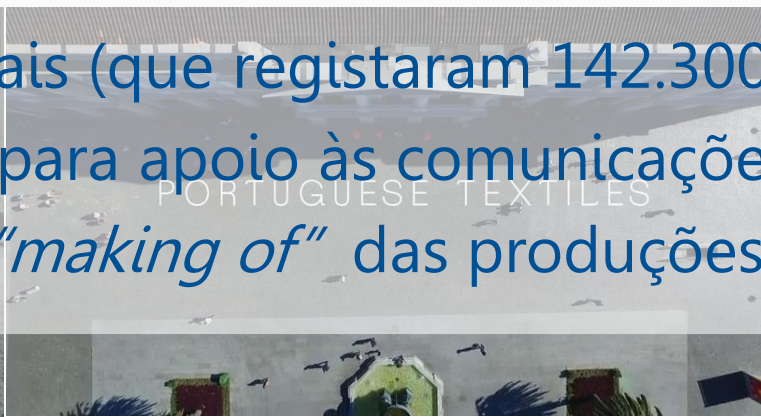 ais (que registaram 142.300
para apoio às comunicaçõe
PORTUGUESE TEXTILES
“making of” das produções